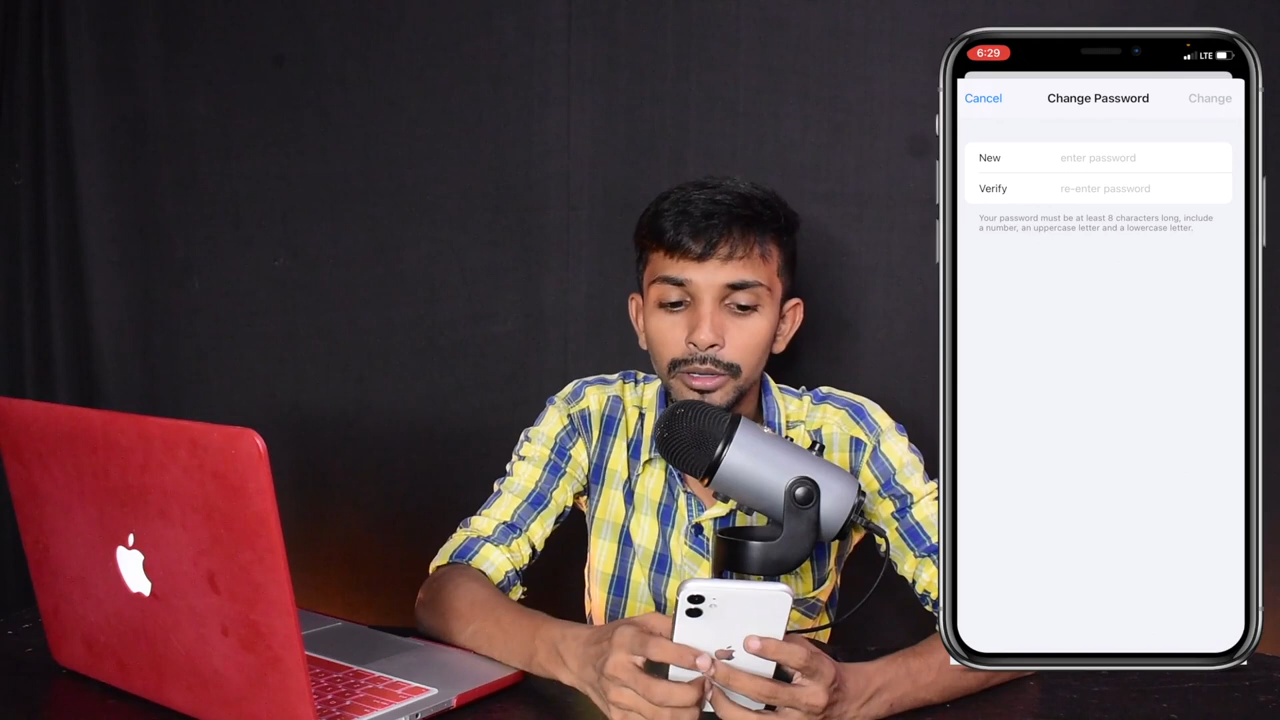 6:29
LTE
Cancel Change Password Change
New enter password
Verify re-enter password
Your password must be at least 8 characters long, include
a number, an uppercase letter and a lowercase letter.